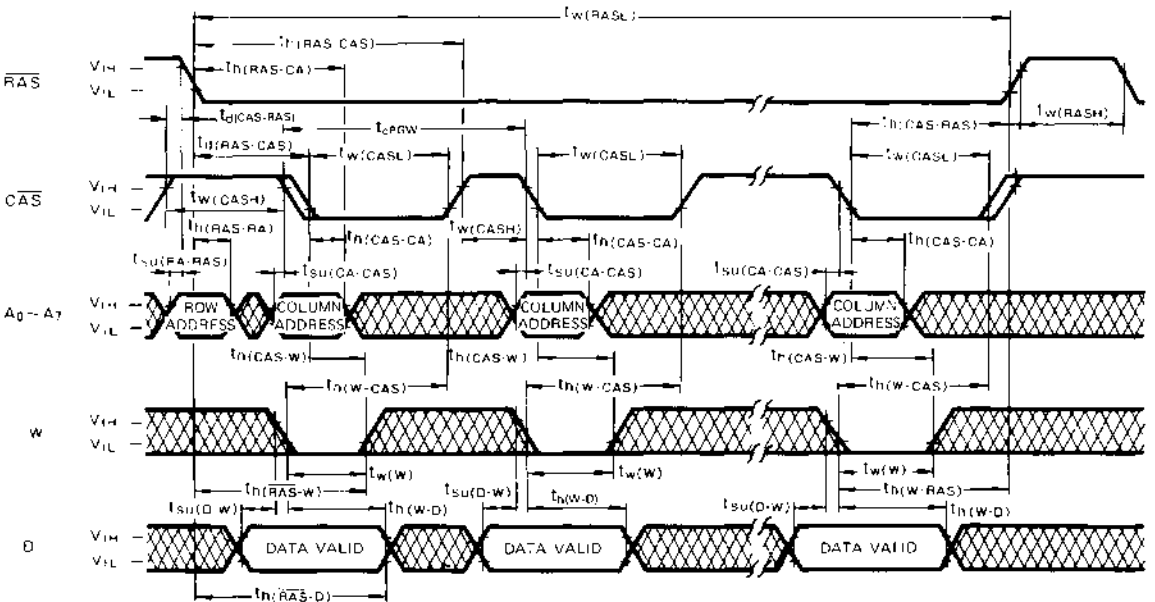 tw(RASL)
th(RAS-CAS)
th(RAS-CA)
RAS
VIH
VIL
td(CAS-RAS)
tcPGW
th(CAS-RAS)
tw(RASH)
td(RAS-CAS)
tw(CASL)
tw(CASL)
tw(CASL)
CAS
VIH
VIL
tw(CASH)
th(RAS-RA)
th(CAS-CA)
tw(CASH)
th(CAS-CA)
th(CAS-CA)
tsu(RA-RAS)
tsu(CA-CAS)
tsu(CA-CAS)
tsu(CA-CAS)
A0~A7
VIH
VIL
ROW ADDRESS
COLUMN ADDRESS
COLUMN ADDRESS
COLUMN ADDRESS
th(CAS-W)
th(CAS-W)
th(CAS-W)
th(W-CAS)
th(W-CAS)
th(W-CAS)
W
VIH
VIL
tw(W)
tw(W)
tw(W)
th(RAS-W)
th(W-RAS)
tsu(D-W)
th(W-D)
tsu(D-W)
th(W-D)
tsu(D-W)
th(W-D)
D
VIH
VIL
DATA VALID
DATA VALID
DATA VALID
th(RAS-D)